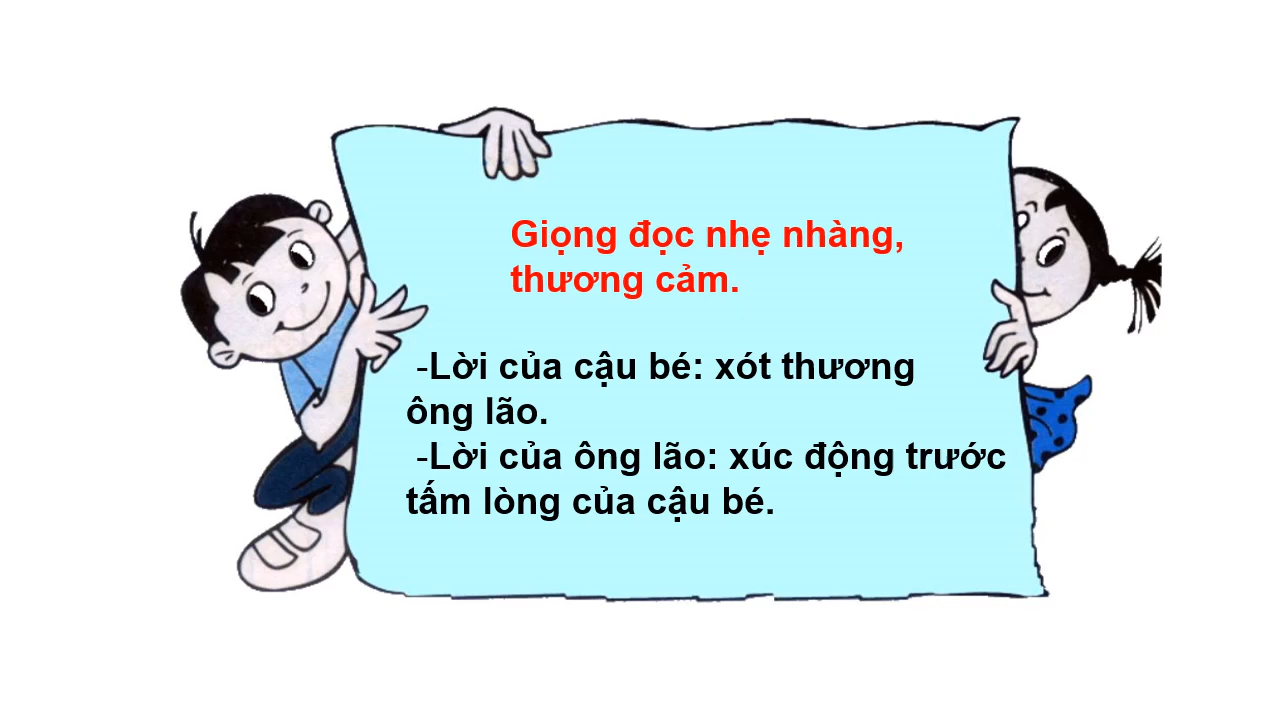 Giọng đọc nhẹ nhàng,
thương cảm.
-Lời của cậu bé: xót thương
ông lão.
-Lời của ông lão: xúc động trước
tấm lòng của cậu bé.